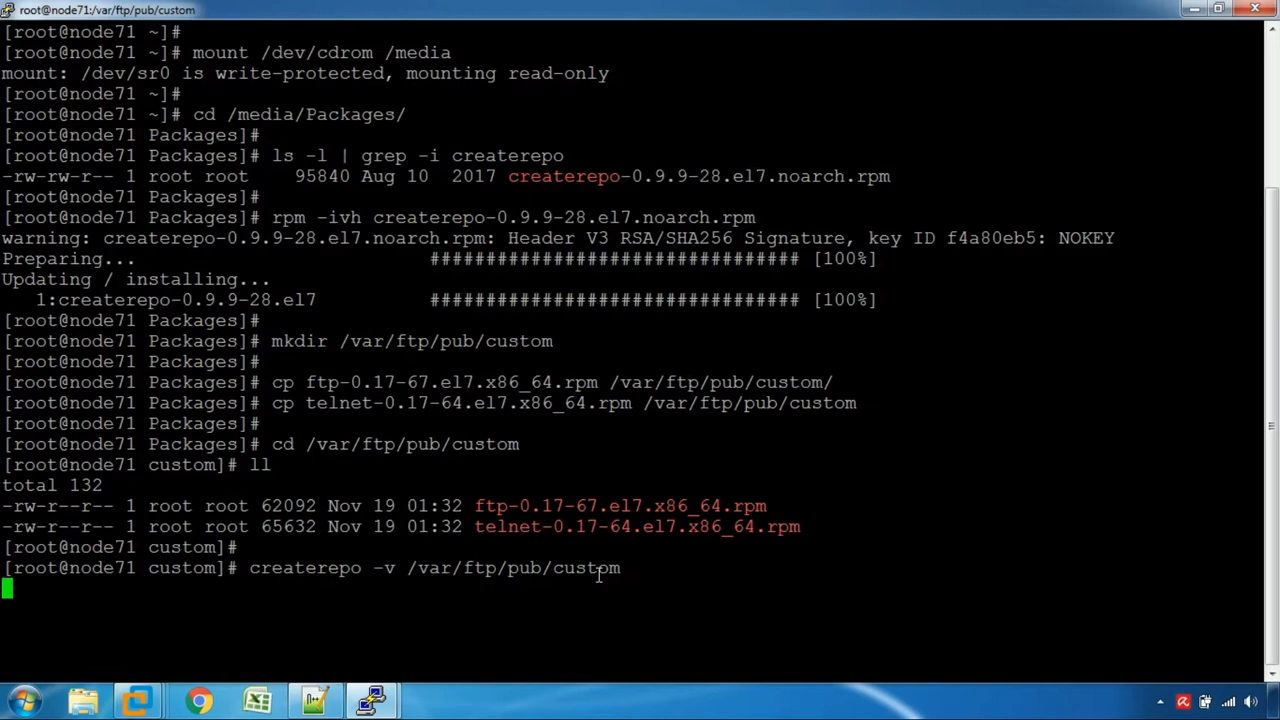 root@node71:/var/ftp/pub/custom
[root@node71 ~]#
[root@node71 ~]# mount /dev/cdrom /media
mount: /dev/sr0 is write-protected, mounting read-only
[root@node71 ~]#
[root@node71 ~]# cd /media/Packages/
[root@node71 Packages]#
[root@node71 Packages]# ls -l | grep -i createrepo
-rw-rw-r-- 1 root root    95840 Aug 10  2017 createrepo-0.9.9-28.el7.noarch.rpm
[root@node71 Packages]#
[root@node71 Packages]# rpm -ivh createrepo-0.9.9-28.el7.noarch.rpm
warning: createrepo-0.9.9-28.el7.noarch.rpm: Header V3 RSA/SHA256 Signature, key ID f4a80eb5: NOKEY
Preparing...                          ################################# [100%]
Updating / installing...
   1:createrepo-0.9.9-28.el7          ################################# [100%]
[root@node71 Packages]#
[root@node71 Packages]# mkdir /var/ftp/pub/custom
[root@node71 Packages]#
[root@node71 Packages]# cp ftp-0.17-67.el7.x86_64.rpm /var/ftp/pub/custom/
[root@node71 Packages]# cp telnet-0.17-64.el7.x86_64.rpm /var/ftp/pub/custom
[root@node71 Packages]#
[root@node71 Packages]# cd /var/ftp/pub/custom
[root@node71 custom]# ll
total 132
-rw-r--r-- 1 root root 62092 Nov 19 01:32 ftp-0.17-67.el7.x86_64.rpm
-rw-r--r-- 1 root root 65632 Nov 19 01:32 telnet-0.17-64.el7.x86_64.rpm
[root@node71 custom]#
[root@node71 custom]# createrepo -v /var/ftp/pub/custom